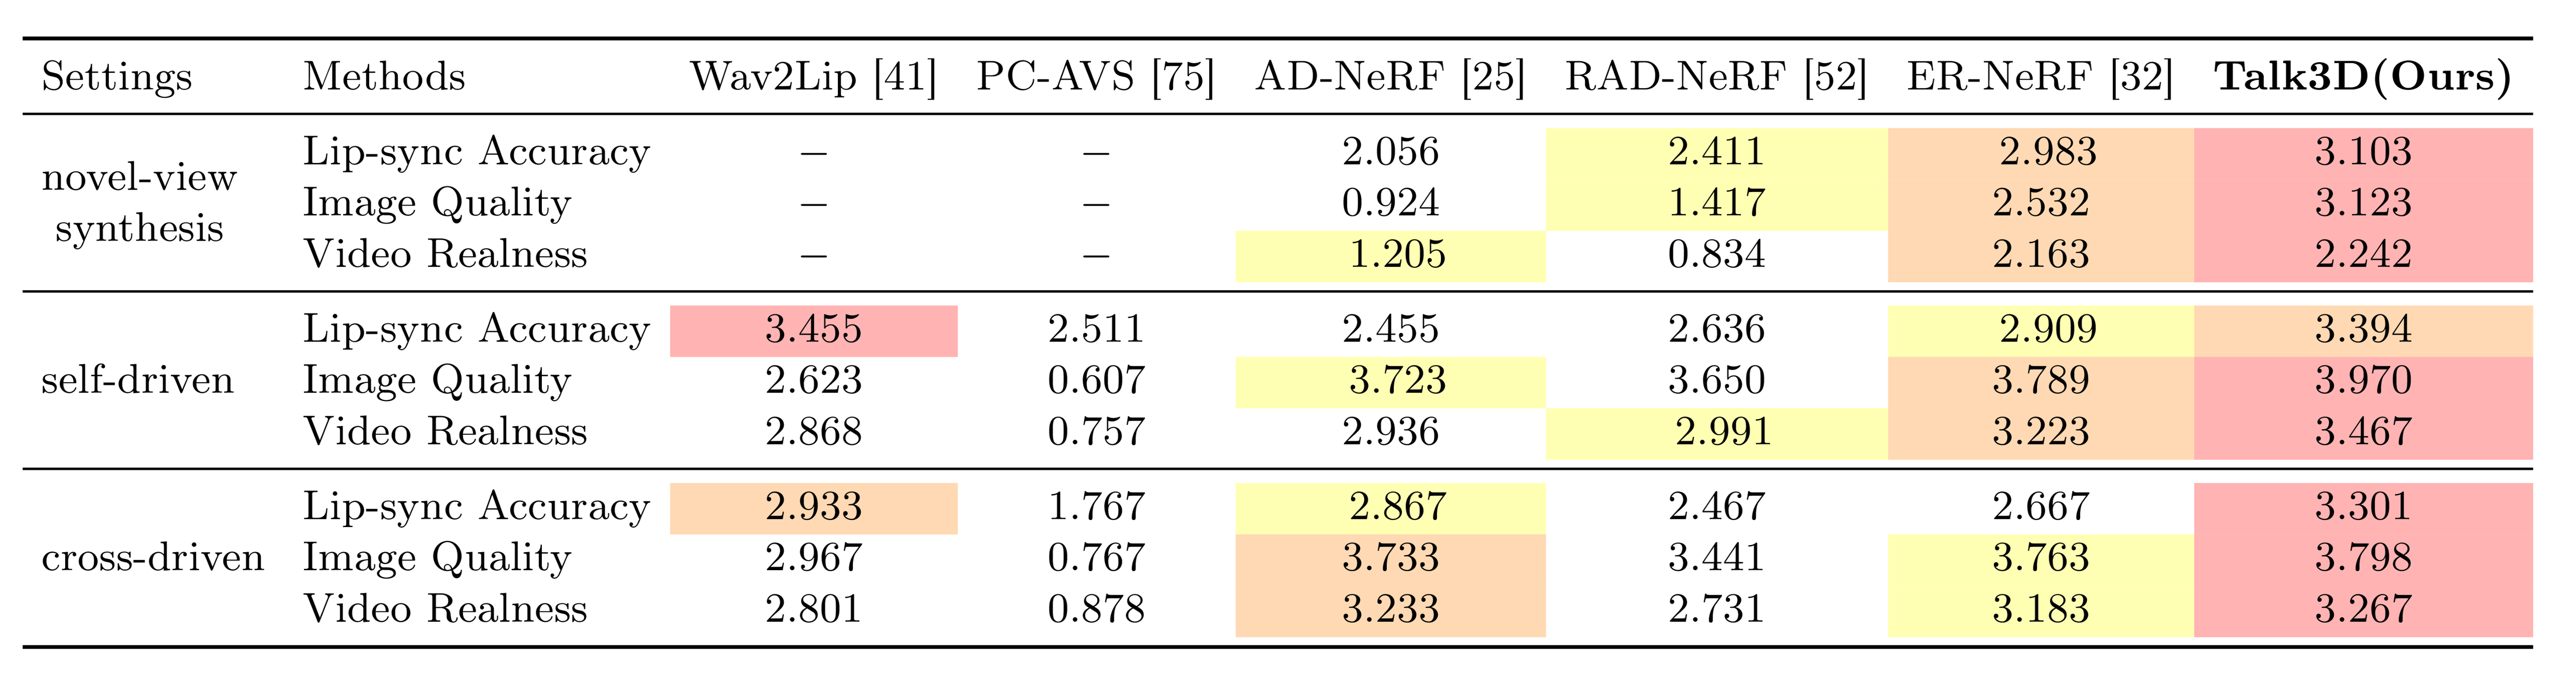 Settings Methods Wav2Lip [41] PC-AVS [75] AD-NeRF [25] RAD-NeRF [52] ER-NeRF [32] Talk3D(Ours)
novel-view synthesis
Lip-sync Accuracy – – 2.056 2.411 2.983 3.103
Image Quality – – 0.924 1.417 2.532 3.123
Video Realness – – 1.205 0.834 2.163 2.242
self-driven
Lip-sync Accuracy 3.455 2.511 2.455 2.636 2.909 3.394
Image Quality 2.623 0.607 3.723 3.650 3.789 3.970
Video Realness 2.868 0.757 2.936 2.991 3.223 3.467
cross-driven
Lip-sync Accuracy 2.933 1.767 2.867 2.467 2.667 3.301
Image Quality 2.967 0.767 3.733 3.441 3.763 3.798
Video Realness 2.801 0.878 3.233 2.731 3.183 3.267